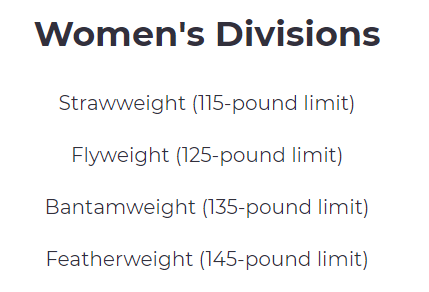 Women's Divisions
Strawweight (115-pound limit)
Flyweight (125-pound limit)
Bantamweight (135-pound limit)
Featherweight (145-pound limit)